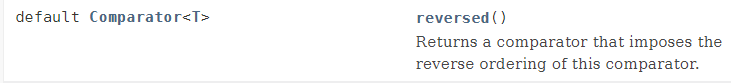 default Comparator<T> reversed()
Returns a comparator that imposes the
reverse ordering of this comparator.